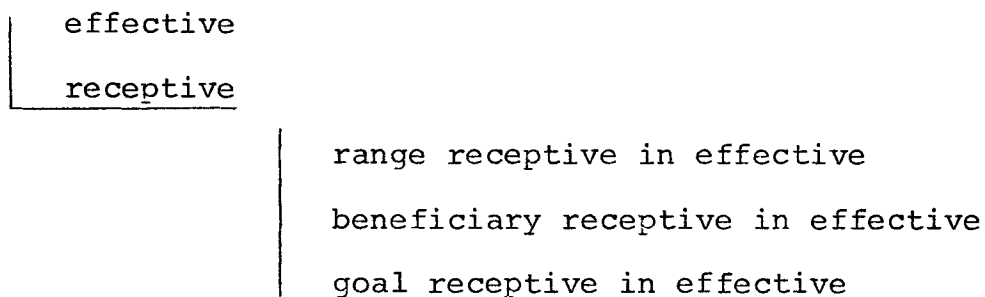 effective
receptive
range receptive in effective
beneficiary receptive in effective
goal receptive in effective